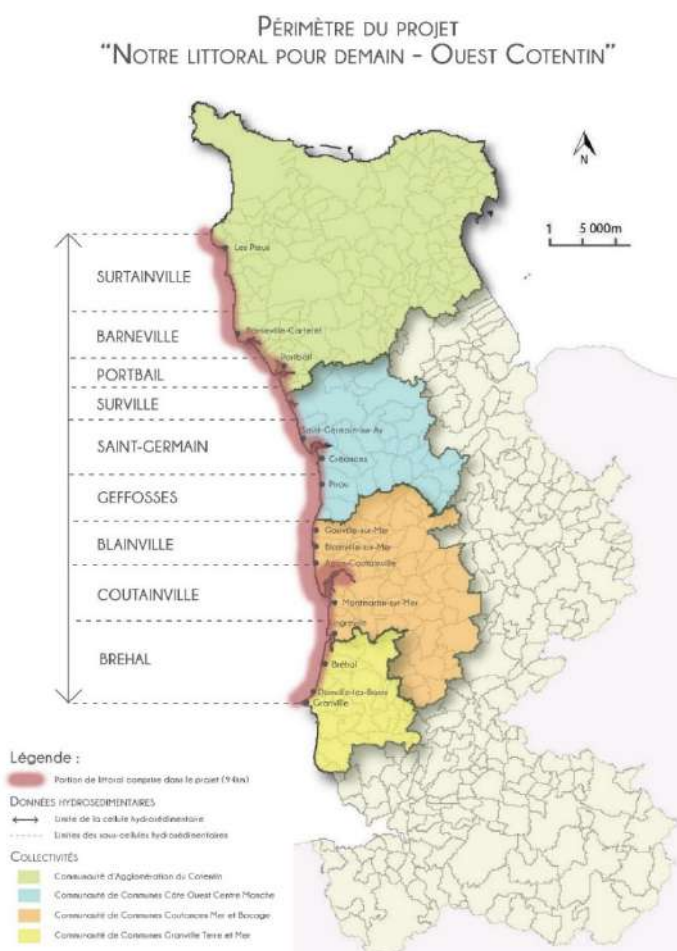 PÉRIMÈTRE DU PROJET
"NOTRE LITTORAL POUR DEMAIN - OUEST COTENTIN"
N
1 5 000m
Les Pieux
SURTAINVILLE
BARNEVILLE
Barneville-Carteret
Portbail
PORTBAIL
SURVILLE
Saint-Germain-sur-Ay
SAINT-GERMAIN
Créances
Pirou
GEFFOSSES
Gouville-sur-Mer
BLAINVILLE
Blainville-sur-Mer
Agon-Coutainville
COUTAINVILLE
Montmartin-sur-Mer
BRÉHAL
Bréhal
Donville-les-Bains
Granville
Légende :
Portion de littoral comprise dans le projet (94km)
DONNÉES HYDROSEDIMENTAIRES
Limite de la cellule hydrosédimentaire
Limites des sous-cellules hydrosédimentaires
COLLECTIVITÉS
Communauté d'Agglomération du Cotentin
Communauté de Communes Côte Ouest Centre Manche
Communauté de Communes Coutances Mer et Bocage
Communauté de Communes Granville Terre et Mer